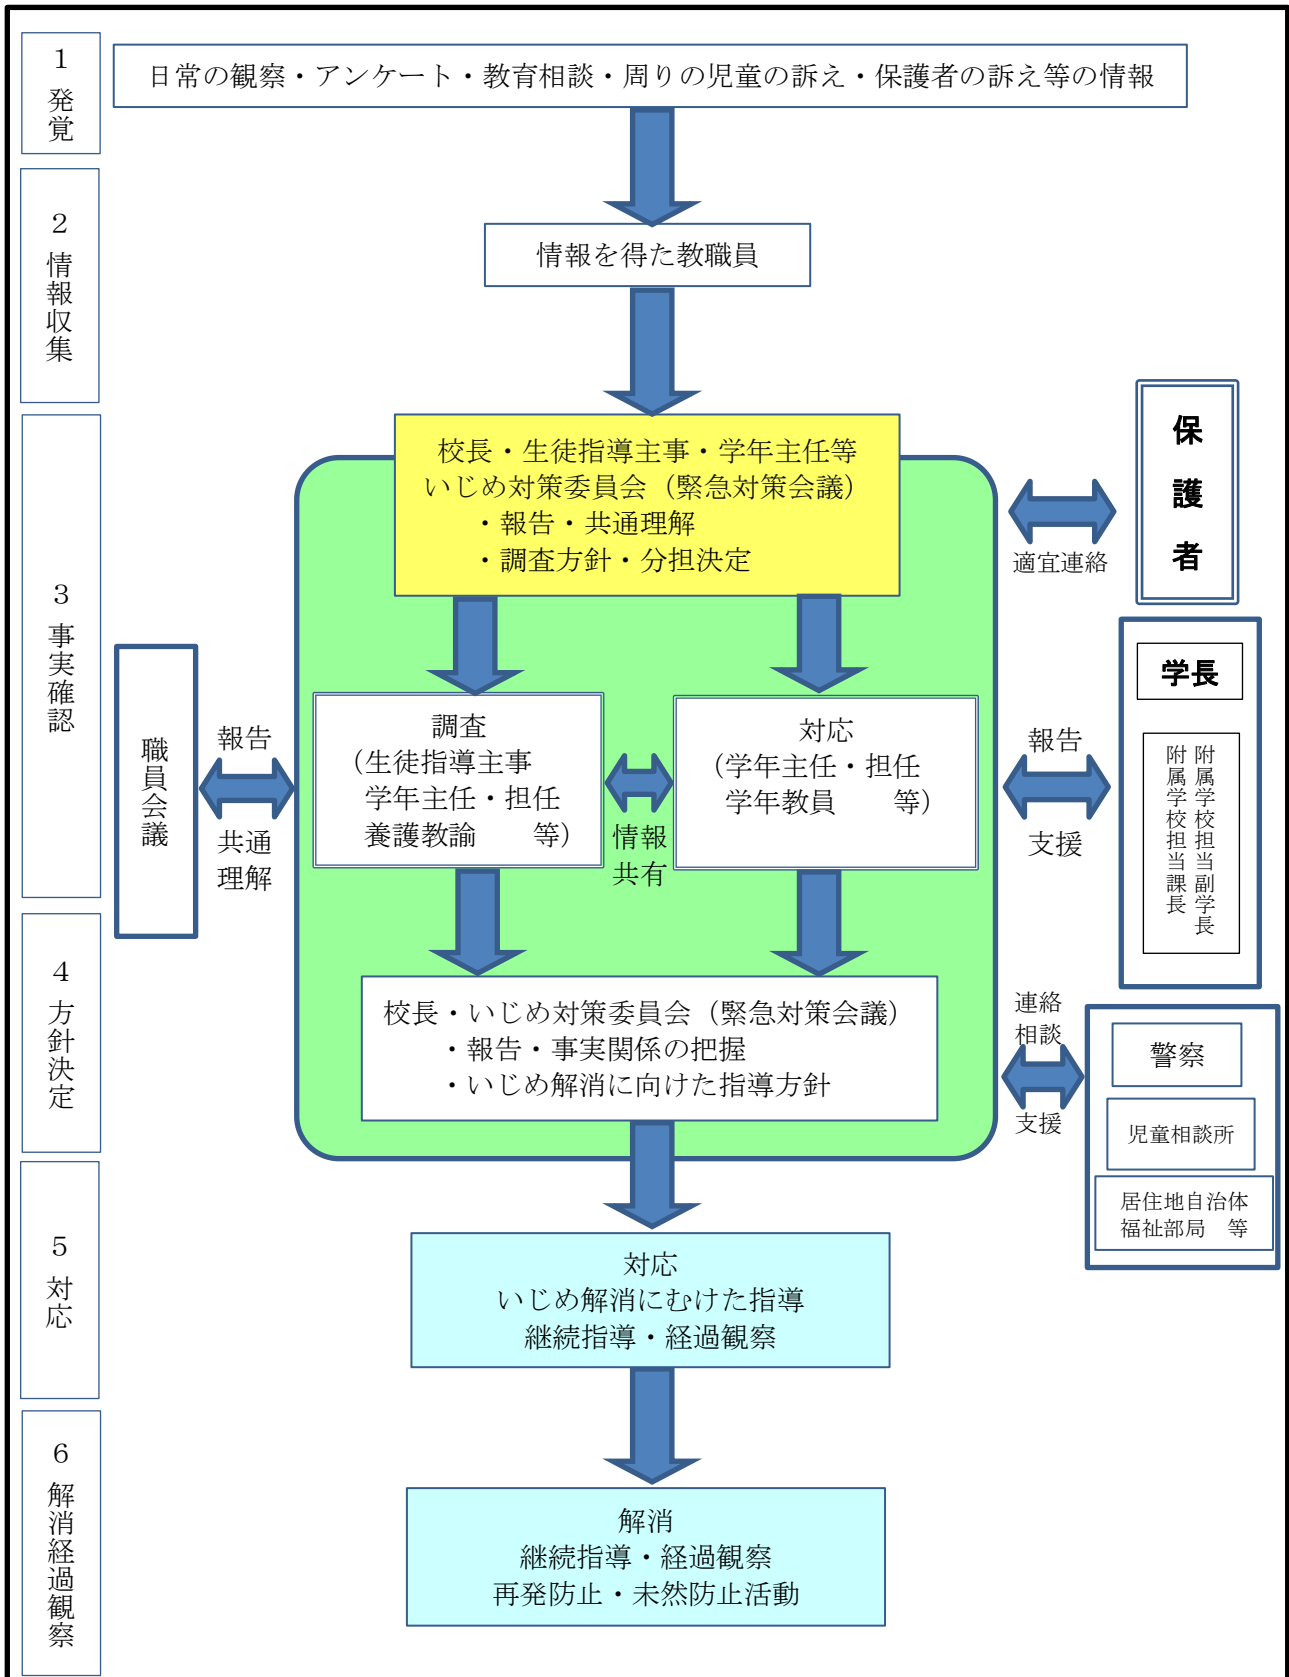 1 発覚
日常の観察・アンケート・教育相談・周りの児童の訴え・保護者の訴え等の情報
2 情報収集
情報を得た教職員
3 事実確認
校長・生徒指導主事・学年主任等
いじめ対策委員会（緊急対策会議）
・報告・共通理解
・調査方針・分担決定
適宜連絡
保護者
職員会議
報告
共通
理解
調査
（生徒指導主事
学年主任・担任
養護教諭　等）
情報
共有
対応
（学年主任・担任
学年教員　等）
報告
支援
学長
附属学校担当副学長
附属学校担当課長
4 方針決定
校長・いじめ対策委員会（緊急対策会議）
・報告・事実関係の把握
・いじめ解消に向けた指導方針
連絡
相談
支援
警察
児童相談所
居住地自治体
福祉部局　等
5 対応
対応
いじめ解消にむけた指導
継続指導・経過観察
6 解消経過観察
解消
継続指導・経過観察
再発防止・未然防止活動